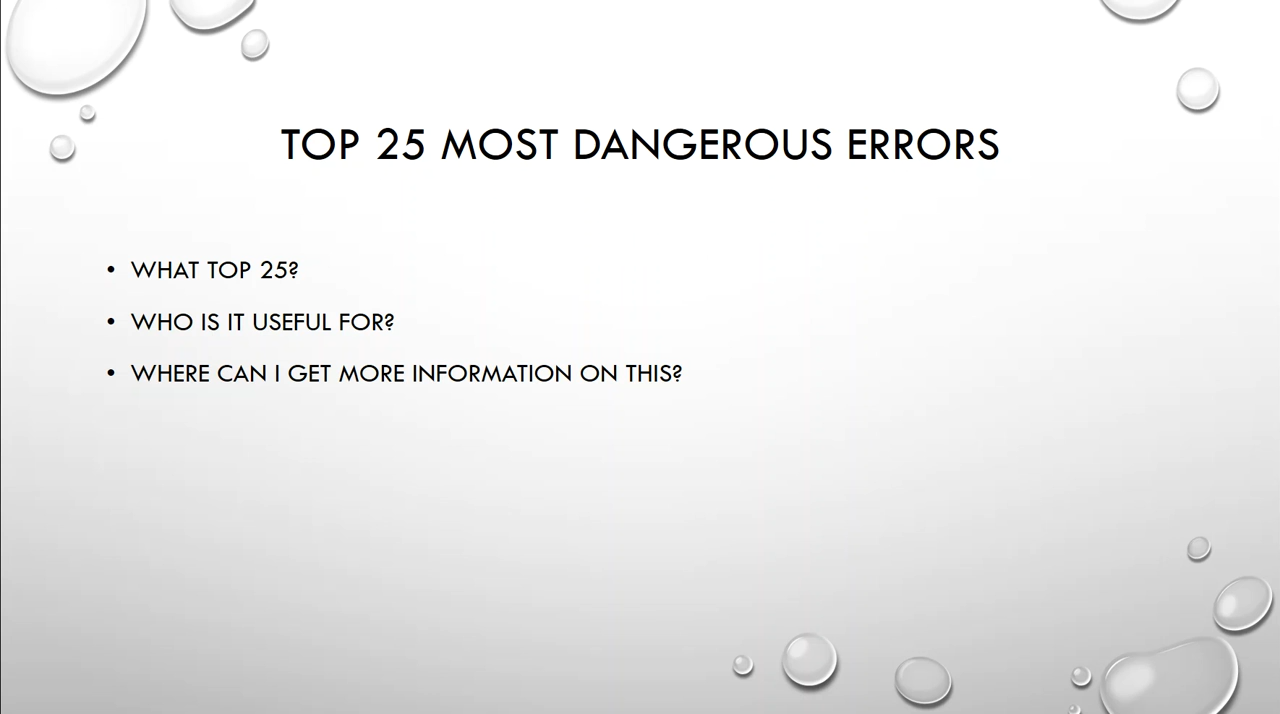 TOP 25 MOST DANGEROUS ERRORS
• WHAT TOP 25?
• WHO IS IT USEFUL FOR?
• WHERE CAN I GET MORE INFORMATION ON THIS?